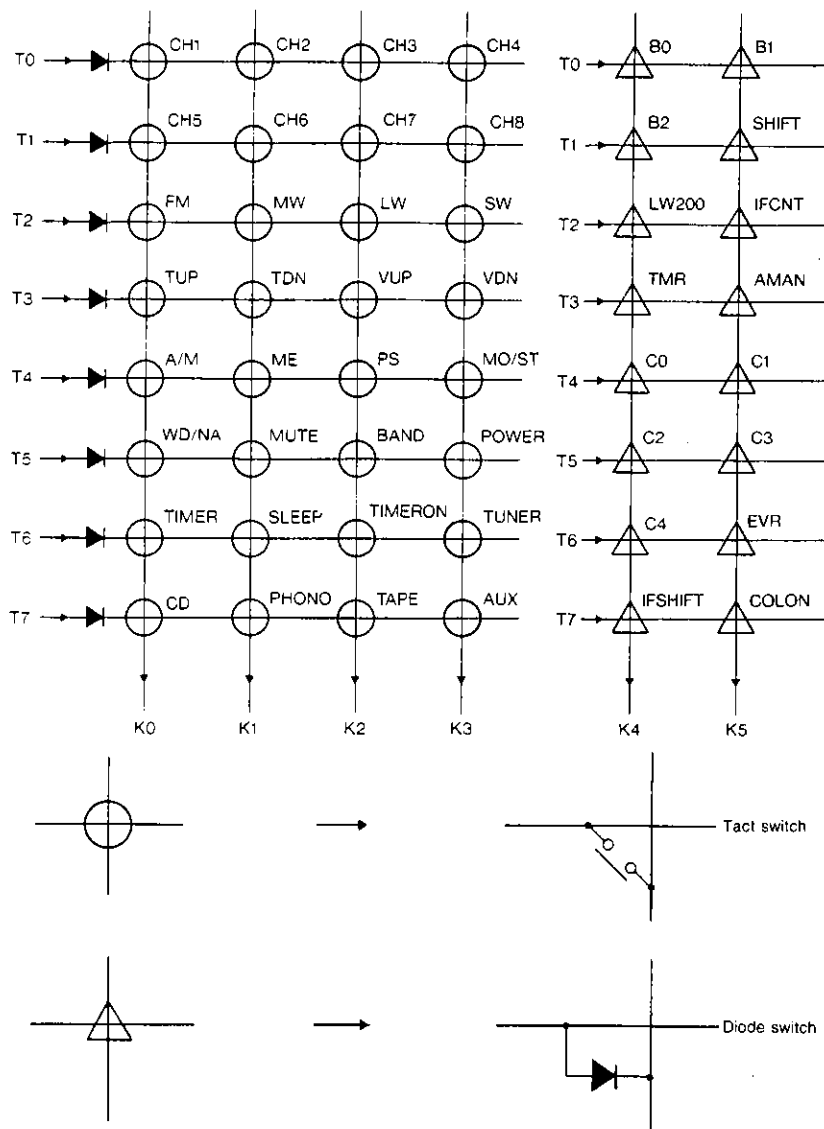 CH1 CH2 CH3 CH4 B0 B1
T0 T0
CH5 CH6 CH7 CH8 B2 SHIFT
T1 T1
FM MW LW SW LW200 IFCNT
T2 T2
TUP TDN VUP VDN TMR AMAN
T3 T3
A/M ME PS MO/ST C0 C1
T4 T4
WD/NA MUTE BAND POWER C2 C3
T5 T5
TIMER SLEEP TIMERON TUNER C4 EVR
T6 T6
CD PHONO TAPE AUX IFSHIFT COLON
T7 T7
K0 K1 K2 K3 K4 K5
Tact switch
Diode switch